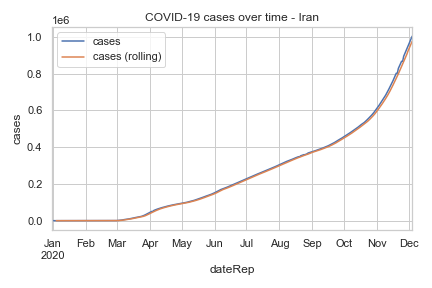 COVID-19 cases over time - Iran
1e6
cases
cases (rolling)
1.0
0.8
0.6
0.4
0.2
0.0
cases
Jan Feb Mar Apr May Jun Jul Aug Sep Oct Nov Dec
2020
dateRep